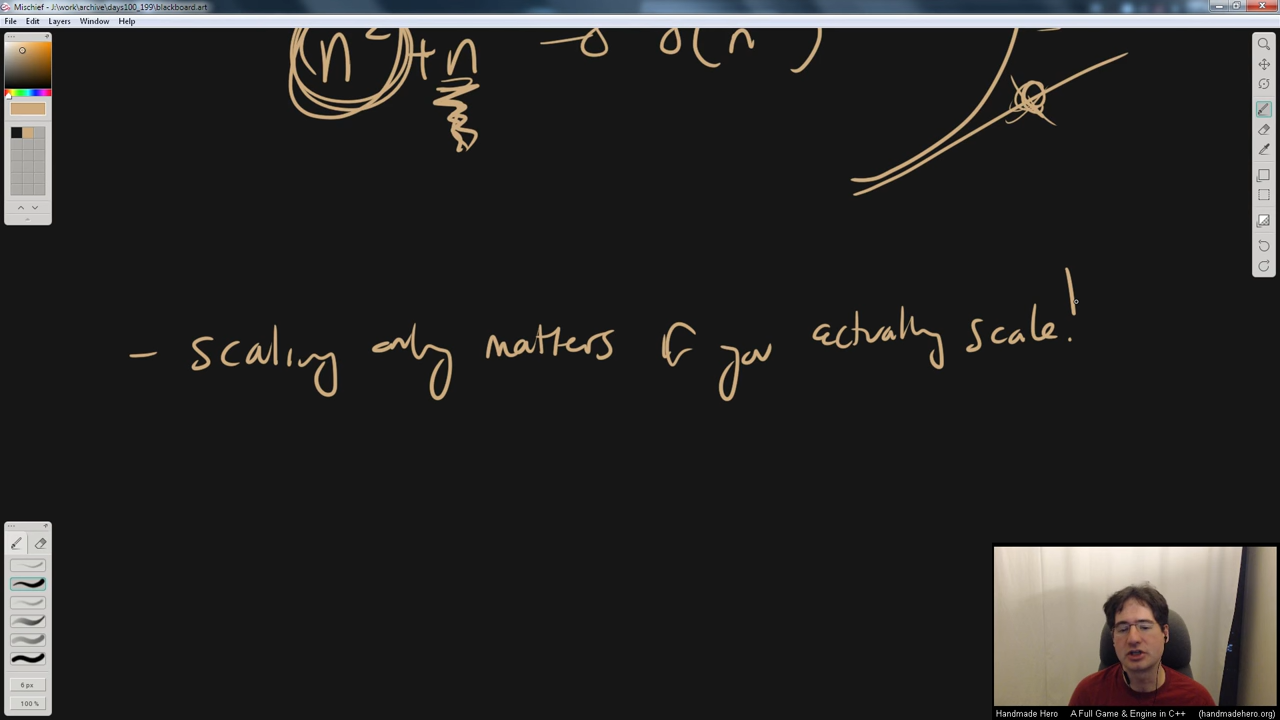 Mischief - J:\work\archive\days100_199\blackboard.art
File Edit Layers Window Help
n² + n → O(n
- scaling only matters if you actually scale!
6 px
100 %
Handmade Hero A Full Game & Engine in C++ (handmadehero.org)